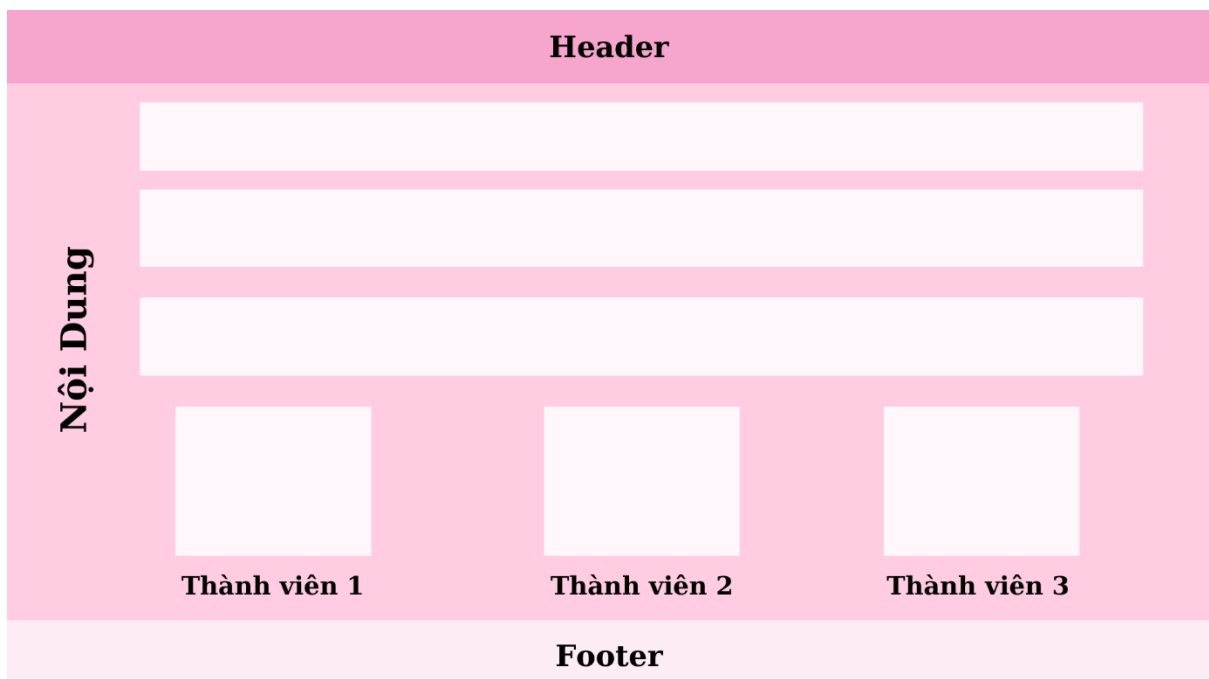 Header
Nội Dung
Thành viên 1
Thành viên 2
Thành viên 3
Footer